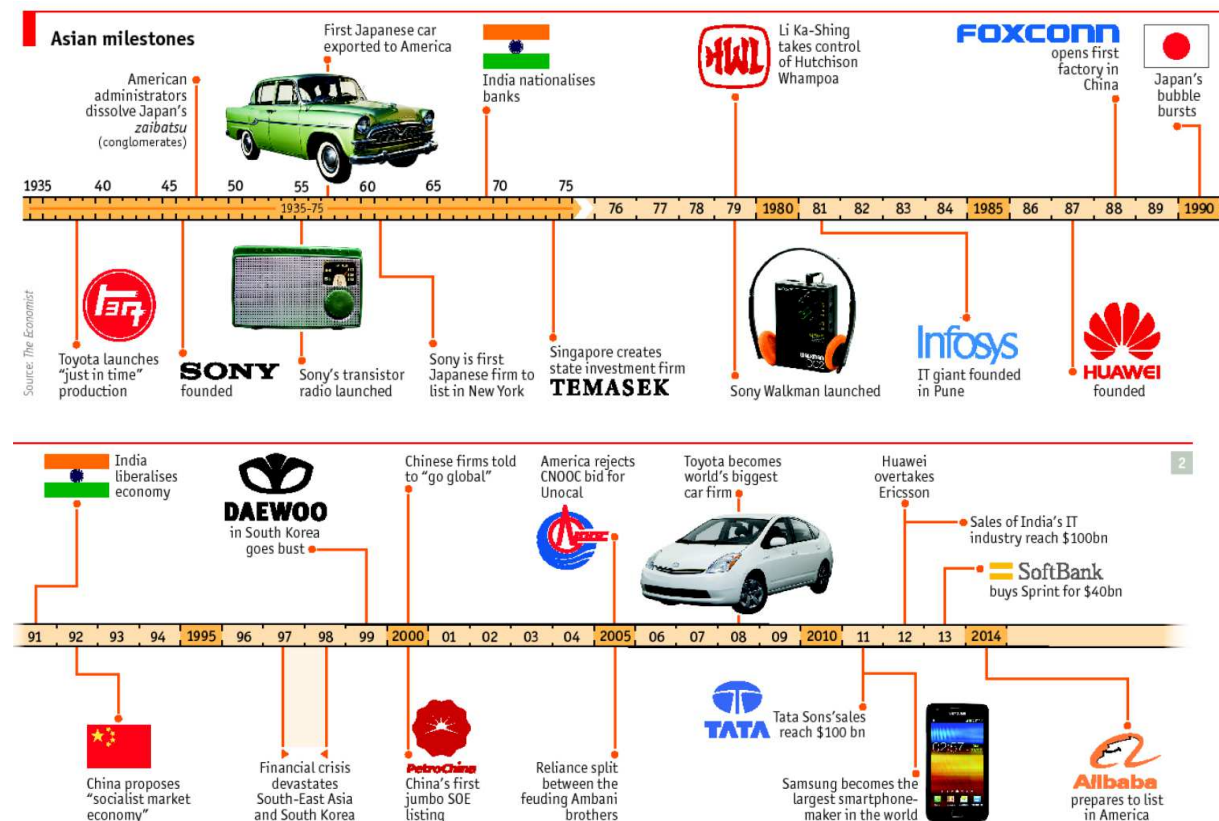 Asian milestones
American
administrators
dissolve Japan's
zaibatsu
(conglomerates)
First Japanese car
exported to America
India nationalises
banks
HWL
Li Ka-Shing
takes control
of Hutchison
Whampoa
FOXCONN
opens first
factory in
China
Japan's
bubble
bursts
1935 40 45 50 55 60 65 70 75
1935-75
76 77 78 79 1980 81 82 83 84 1985 86 87 88 89 1990
Source: The Economist
Toyota launches
"just in time"
production
SONY
founded
Sony's transistor
radio launched
Sony is first
Japanese firm to
list in New York
Singapore creates
state investment firm
TEMASEK
WALKMAN
Sony Walkman launched
Infosys
IT giant founded
in Pune
HUAWEI
founded
2
India
liberalises
economy
DAEWOO
in South Korea
goes bust
Chinese firms told
to "go global"
America rejects
CNOOC bid for
Unocal
CNOOC
Toyota becomes
world's biggest
car firm
Huawei
overtakes
Ericsson
Sales of India's IT
industry reach $100bn
SoftBank
buys Sprint for $40bn
91 92 93 94 1995 96 97 98 99 2000 01 02 03 04 2005 06 07 08 09 2010 11 12 13 2014
China proposes
"socialist market
economy"
Financial crisis
devastates
South-East Asia
and South Korea
PetroChina
China's first
jumbo SOE
listing
Reliance split
between the
feuding Ambani
brothers
TATA
Tata Sons'sales
reach $100 bn
Samsung becomes the
largest smartphone-
maker in the world
SAMSUNG
02:57
Alibaba
prepares to list
in America